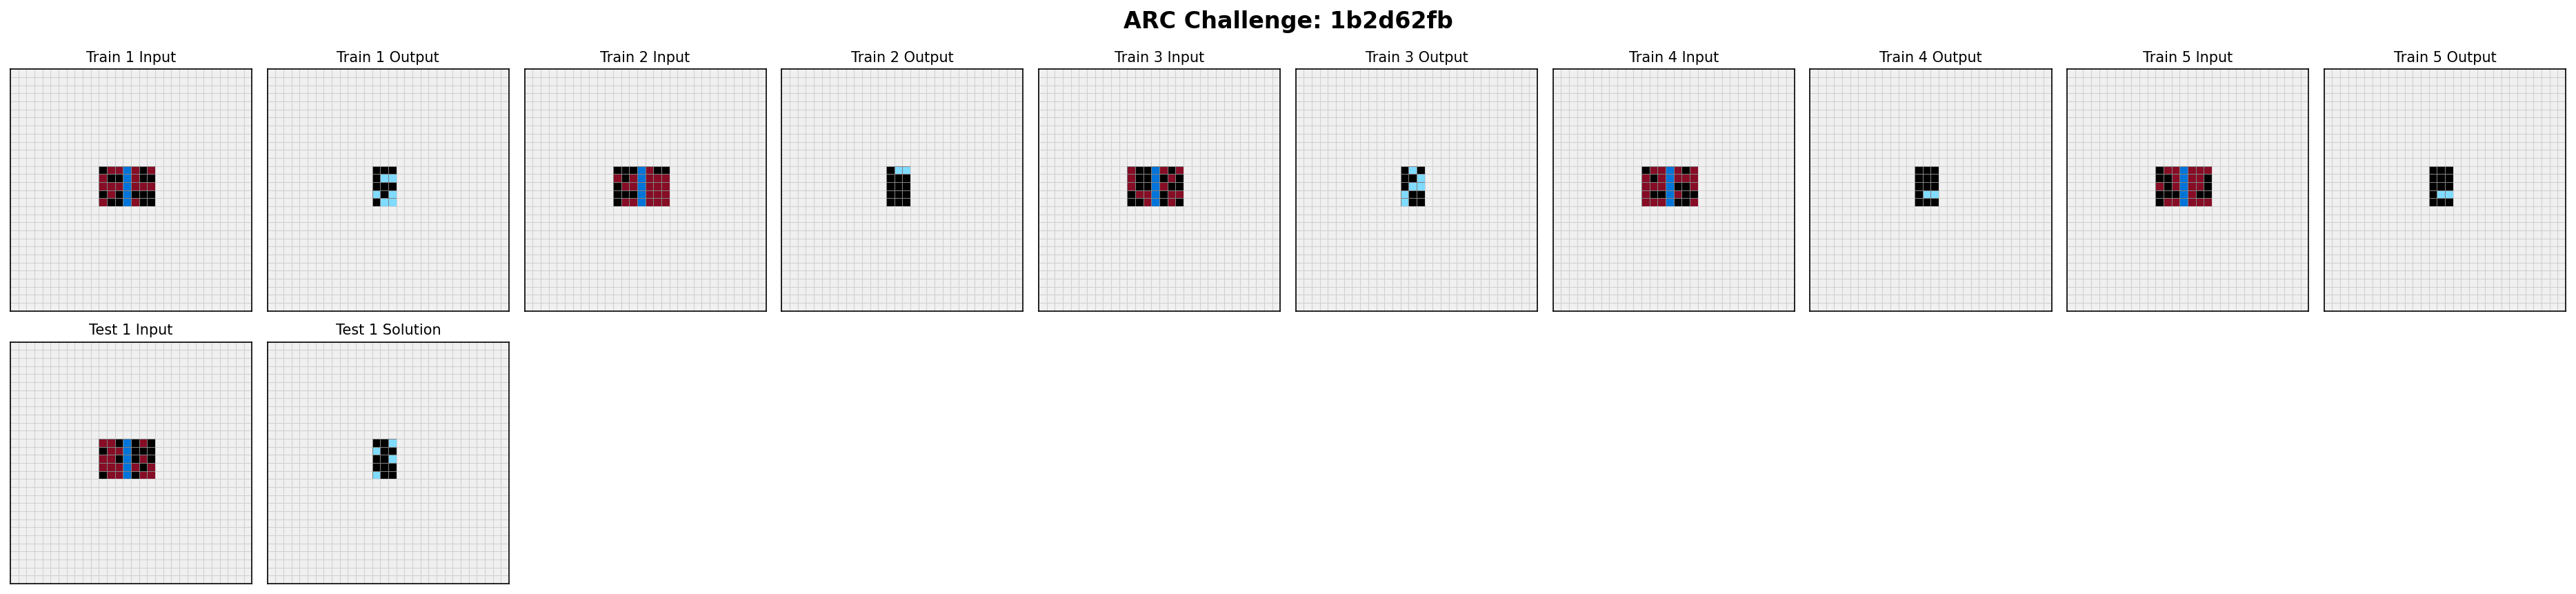 ARC Challenge: 1b2d62fb
Train 1 Input
Train 1 Output
Train 2 Input
Train 2 Output
Train 3 Input
Train 3 Output
Train 4 Input
Train 4 Output
Train 5 Input
Train 5 Output
Test 1 Input
Test 1 Solution